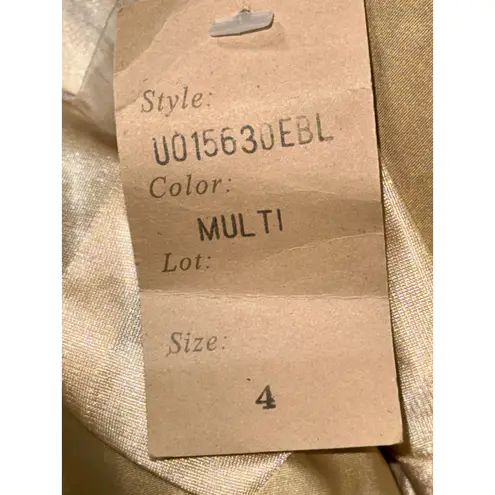 Style:
U015630EBL
Color:
MULTI
Lot:
Size:
4